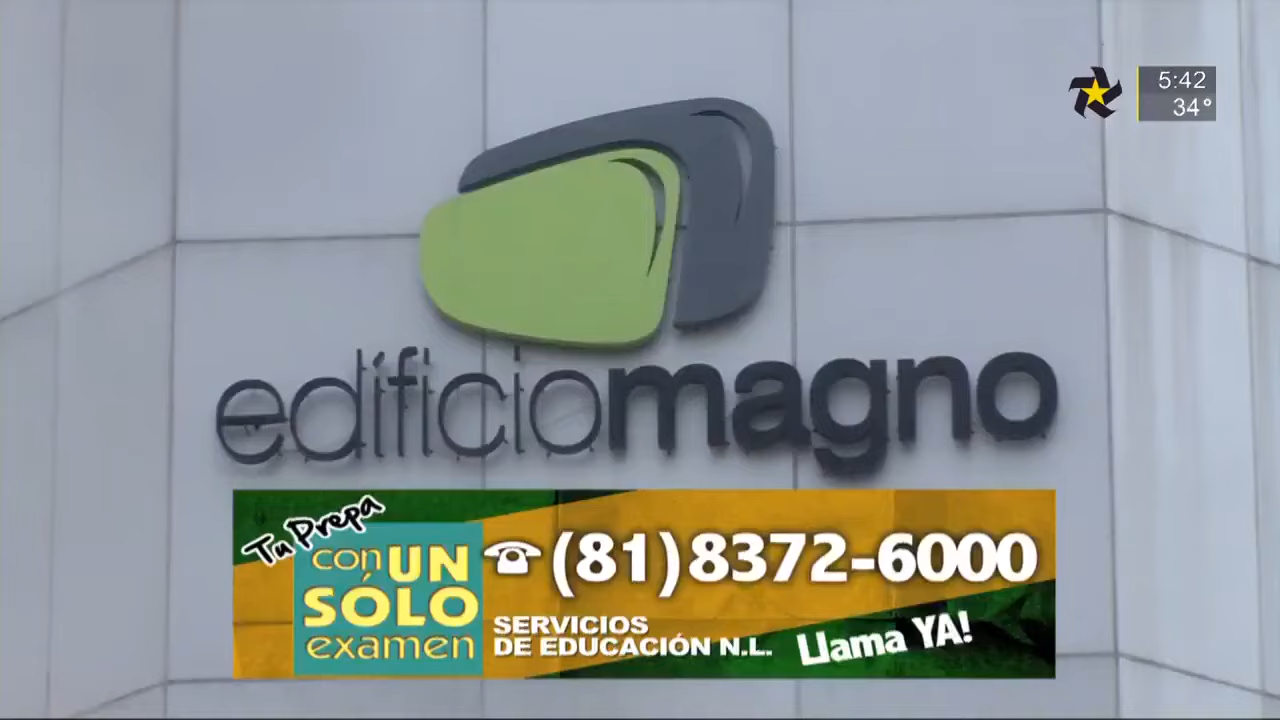 5:42
34°
edificiomagno
Tu Prepa
con UN
SÓLO
examen
(81) 8372-6000
SERVICIOS
DE EDUCACIÓN N.L.
Llama YA!